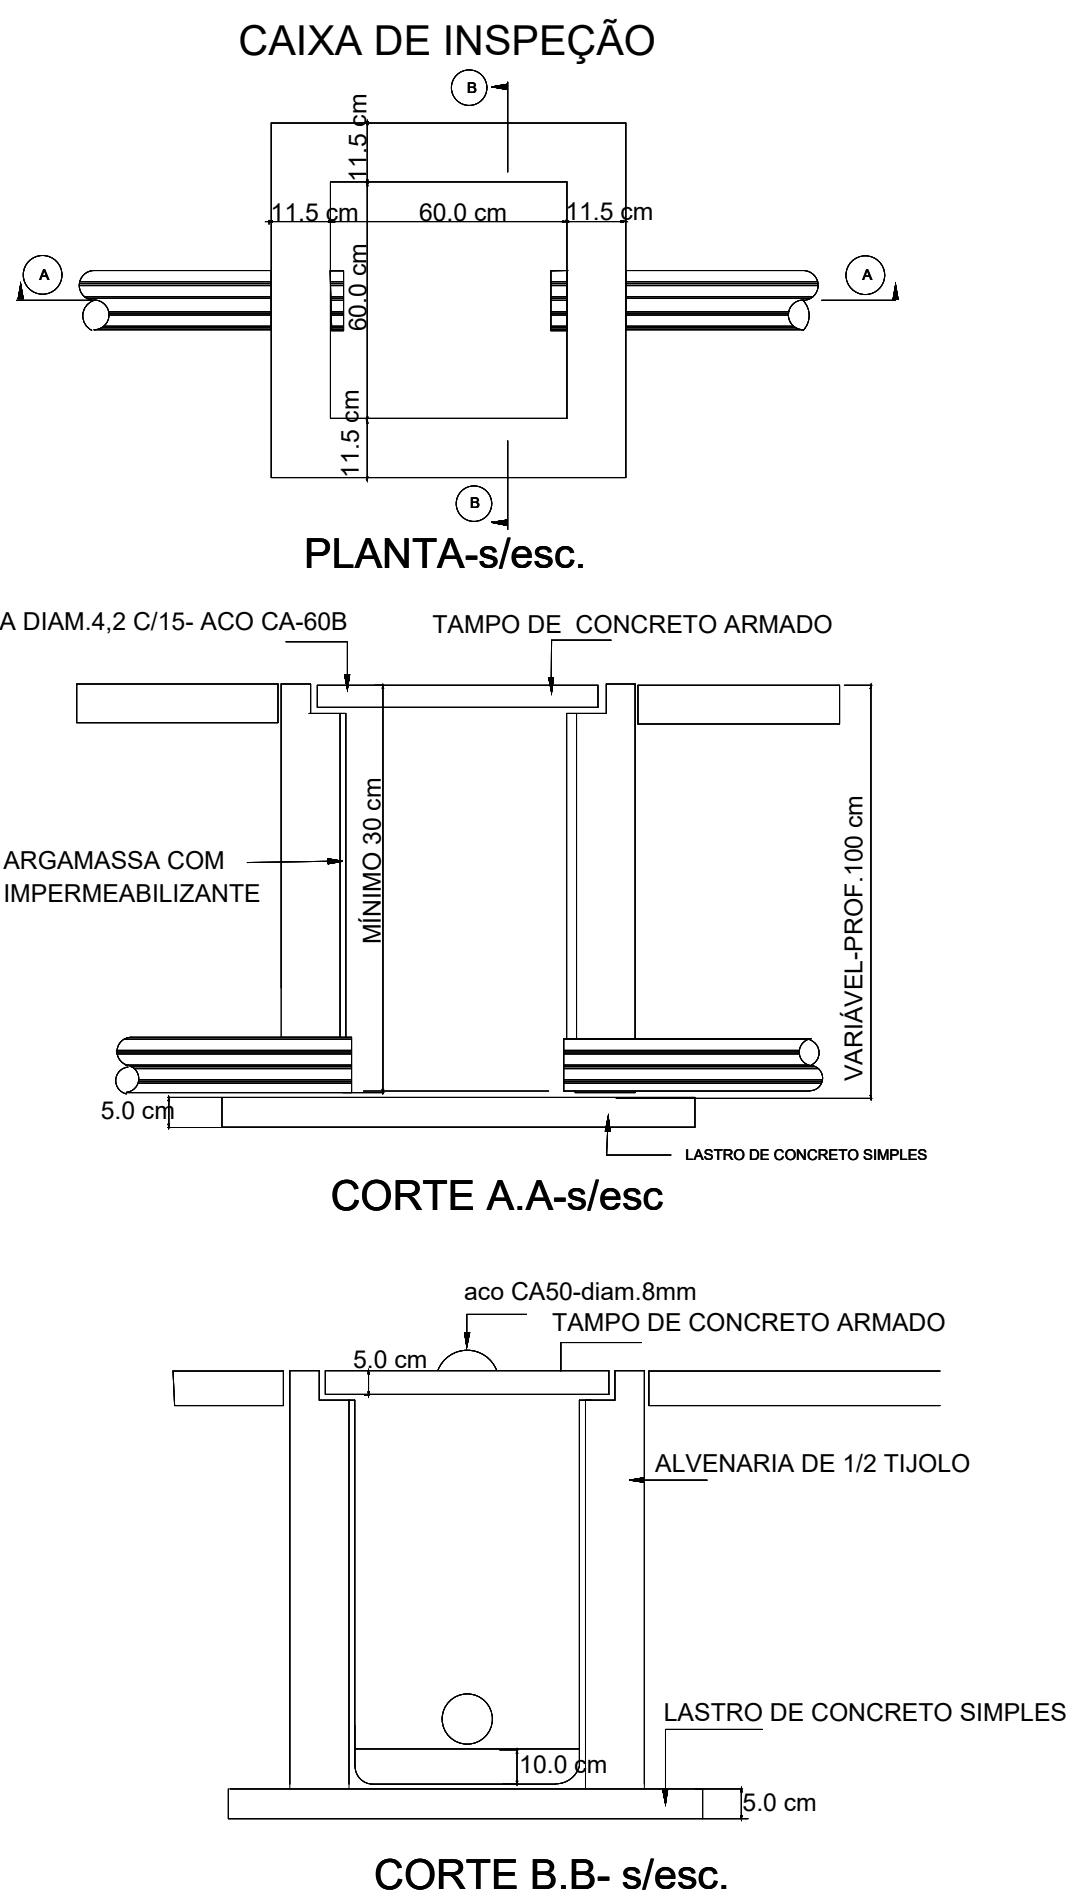 CAIXA DE INSPEÇÃO
B
11.5 cm
11.5 cm
60.0 cm
11.5 cm
A
60.0 cm
A
11.5 cm
B
PLANTA-s/esc.
A DIAM.4,2 C/15- ACO CA-60B
TAMPO DE CONCRETO ARMADO
ARGAMASSA COM
IMPERMEABILIZANTE
MÍNIMO 30 cm
VARIÁVEL-PROF.100 cm
5.0 cm
LASTRO DE CONCRETO SIMPLES
CORTE A.A-s/esc
aco CA50-diam.8mm
TAMPO DE CONCRETO ARMADO
5.0 cm
ALVENARIA DE 1/2 TIJOLO
LASTRO DE CONCRETO SIMPLES
10.0 cm
5.0 cm
CORTE B.B- s/esc.